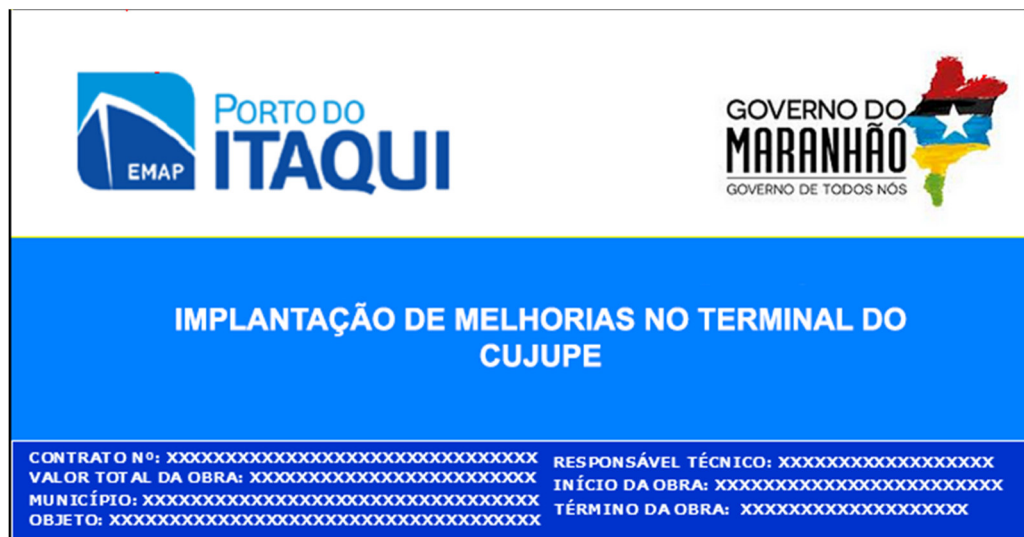 PORTO DO
ITAQUI
EMAP
GOVERNO DO
MARANHÃO
GOVERNO DE TODOS NÓS
IMPLANTAÇÃO DE MELHORIAS NO TERMINAL DO
CUJUPE
CONTRATO Nº: XXXXXXXXXXXXXXXXXXXXXXXXXXXXXXXX
VALOR TOTAL DA OBRA: XXXXXXXXXXXXXXXXXXXXXXXXX
MUNICÍPIO: XXXXXXXXXXXXXXXXXXXXXXXXXXXXXXXXXX
OBJETO: XXXXXXXXXXXXXXXXXXXXXXXXXXXXXXXXXXXXX
RESPONSÁVEL TÉCNICO: XXXXXXXXXXXXXXXXXX
INÍCIO DA OBRA: XXXXXXXXXXXXXXXXXXXXXXXX
TÉRMINO DA OBRA: XXXXXXXXXXXXXXXXXXX